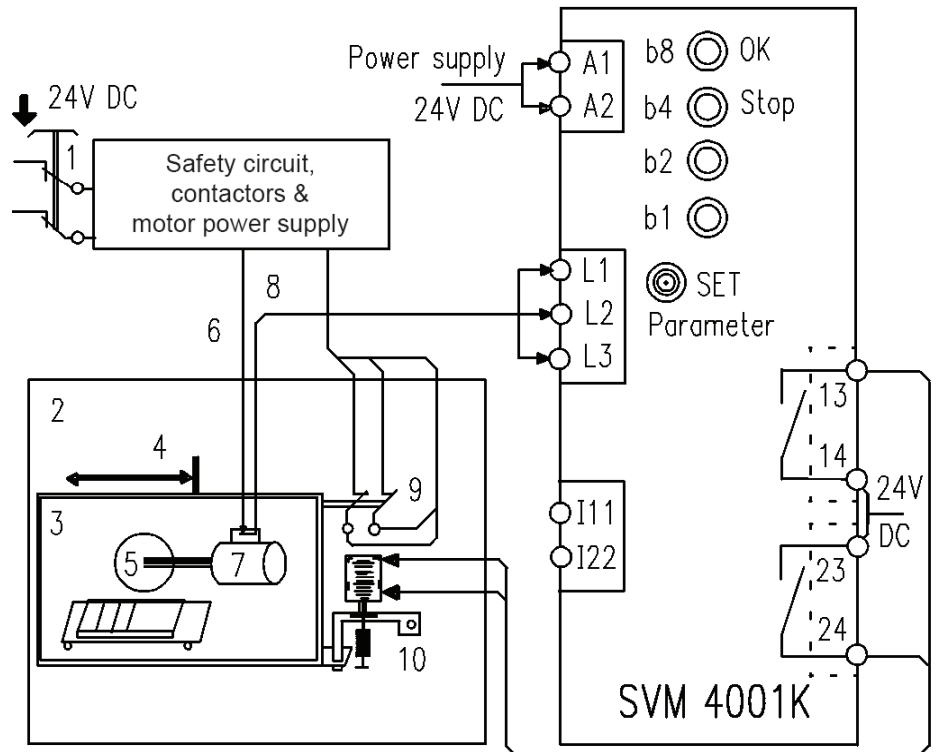 24V DC
1
Safety circuit,
contactors &
motor power supply
8
6
2
4
3
5
7
9
10
Power supply
24V DC
A1
A2
b8 OK
b4 Stop
b2
b1
L1
L2
L3
SET
Parameter
I11
I22
13
14
24V
DC
23
24
SVM 4001K